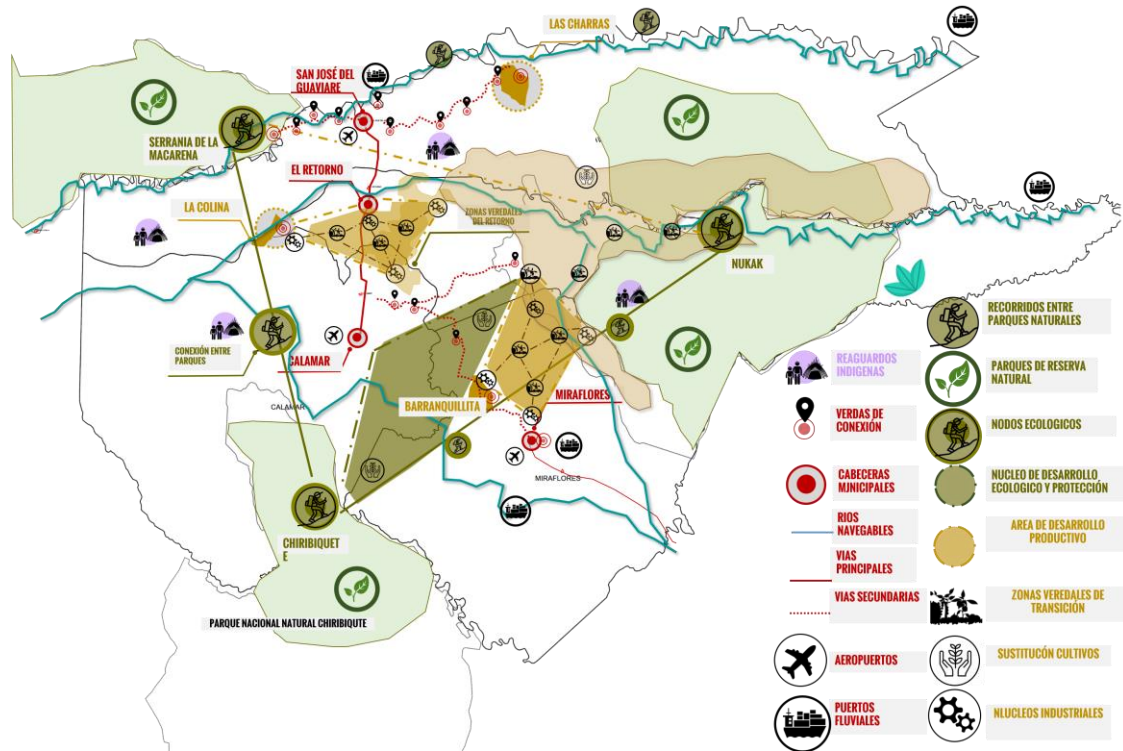 LAS CHARRAS
SAN JOSÉ DEL
GUAVIARE
SERRANIA DE LA
MACARENA
EL RETORNO
LA COLINA
ZONAS VEREDALES
DEL RETORNO
NUKAK
CONEXIÓN ENTRE
PARQUES
CALAMAR
CALAMAR
BARRANQUILLITA
MIRAFLORES
MIRAFLORES
CHIRIBIQUET
E
PARQUE NACIONAL NATURAL CHIRIBIQUTE
REAGUARDOS
INDIGENAS
VERDAS DE
CONEXIÓN
CABECERAS
MJNICIPALES
RIOS
NAVEGABLES
VIAS
PRINCIPALES
VIAS SECUNDARIAS
AEROPUERTOS
PUERTOS
FLUVIALES
RECORRIDOS ENTRE
PARQUES NATURALES
PARQUES DE RESERVA
NATURAL
NODOS ECOLOGICOS
NUCLEO DE DESARROLLO
ECOLOGICO Y PROTECCIÓN
AREA DE DESARROLLO
PRODUCTIVO
ZONAS VEREDALES DE
TRANSICIÓN
SUSTITUCÓN CULTIVOS
NLUCLEOS INDUSTRIALES